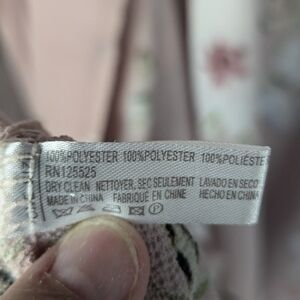 100%POLYESTER 100%POLYESTER 100%POLIÉSTER
RN125525
DRY CLEAN NETTOYER, SEC SEULEMENT LAVADO EN SECO
MADE IN CHINA FABRIQUÉ EN CHINE HECHO EN CHINA